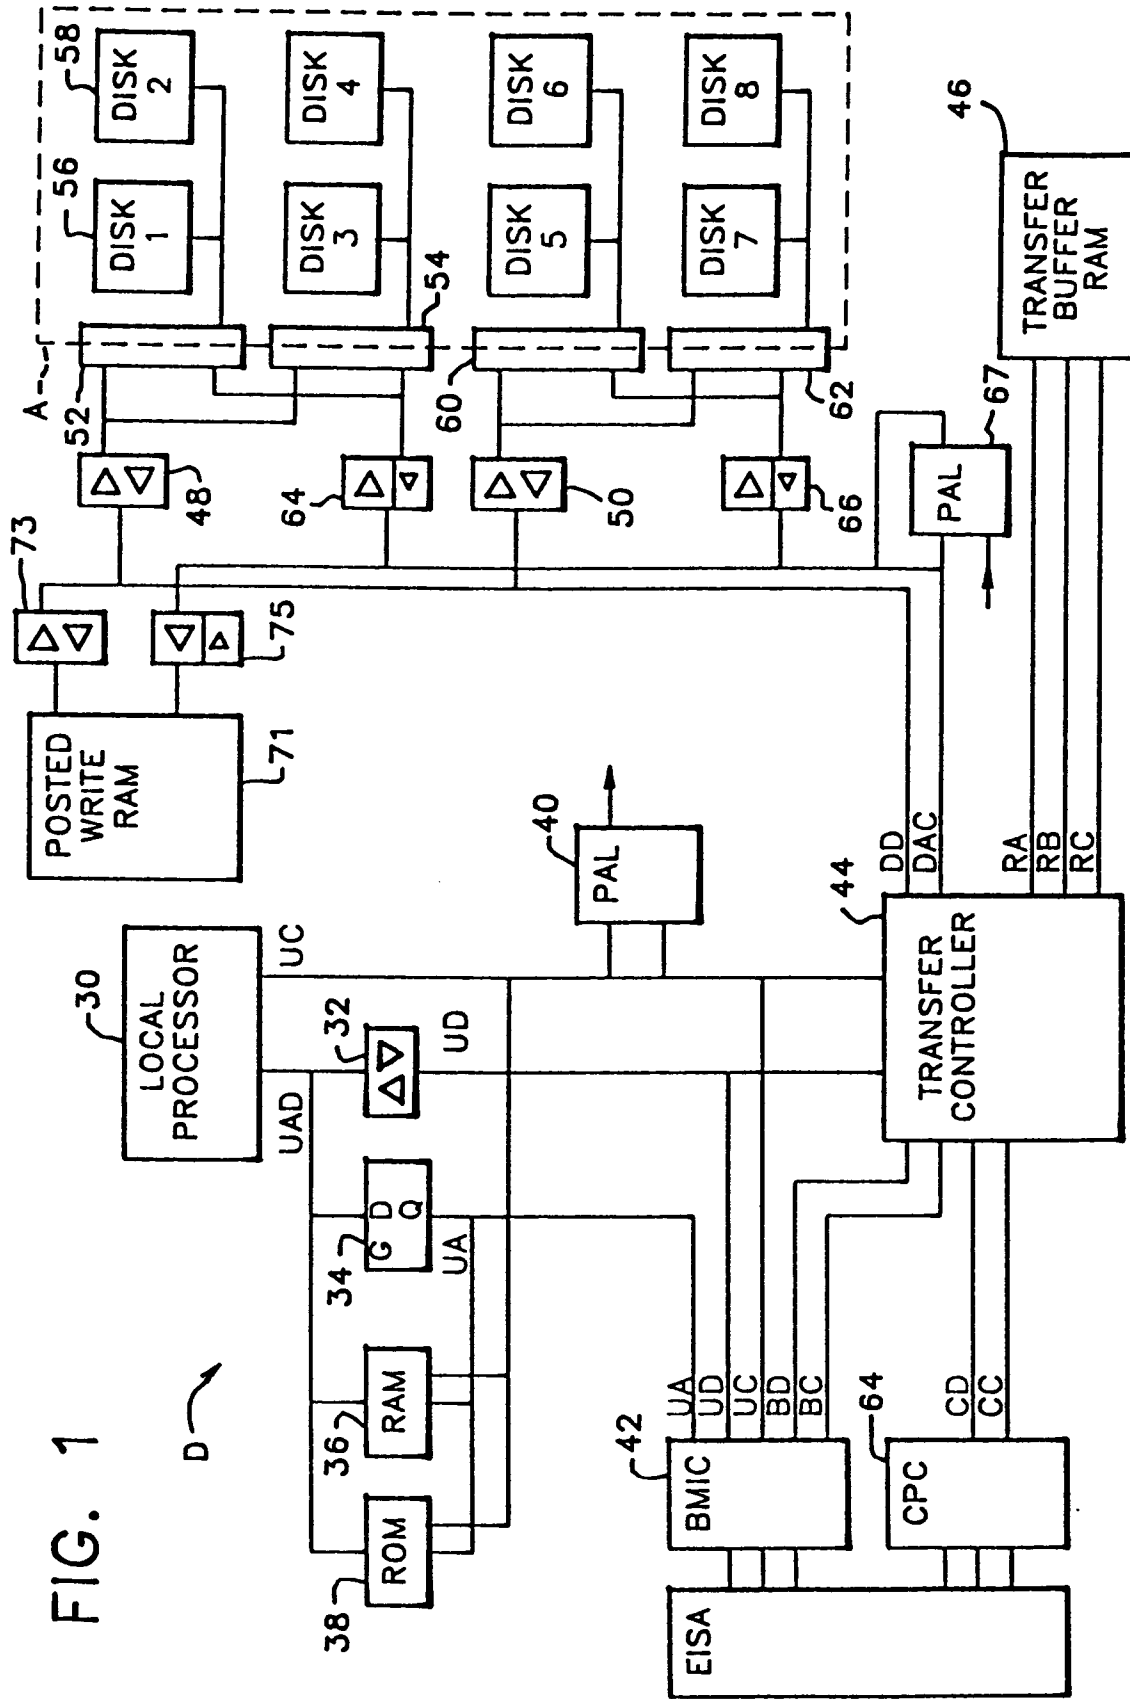 FIG. 1
D
30
LOCAL
PROCESSOR
UAD
UC
32
UD
34
G
D
Q
UA
36
RAM
38
ROM
40
PAL
42
BMIC
UA
UD
UC
BD
BC
64
CPC
CD
CC
EISA
44
TRANSFER
CONTROLLER
DD
DAC
RA
RB
RC
POSTED
WRITE
RAM
71
73
75
A
52
48
64
54
60
50
62
66
67
PAL
46
TRANSFER
BUFFER
RAM
56
DISK
1
58
DISK
2
DISK
3
DISK
4
DISK
5
DISK
6
DISK
7
DISK
8